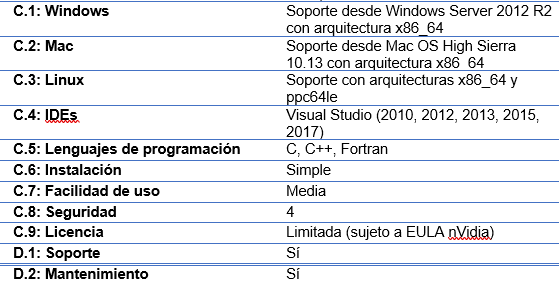 C.1: Windows Soporte desde Windows Server 2012 R2
con arquitectura x86_64
C.2: Mac Soporte desde Mac OS High Sierra
10.13 con arquitectura x86_64
C.3: Linux Soporte con arquitecturas x86_64 y
ppc64le
C.4: IDEs Visual Studio (2010, 2012, 2013, 2015,
2017)
C.5: Lenguajes de programación C, C++, Fortran
C.6: Instalación Simple
C.7: Facilidad de uso Media
C.8: Seguridad 4
C.9: Licencia Limitada (sujeto a EULA nVidia)
D.1: Soporte Sí
D.2: Mantenimiento Sí